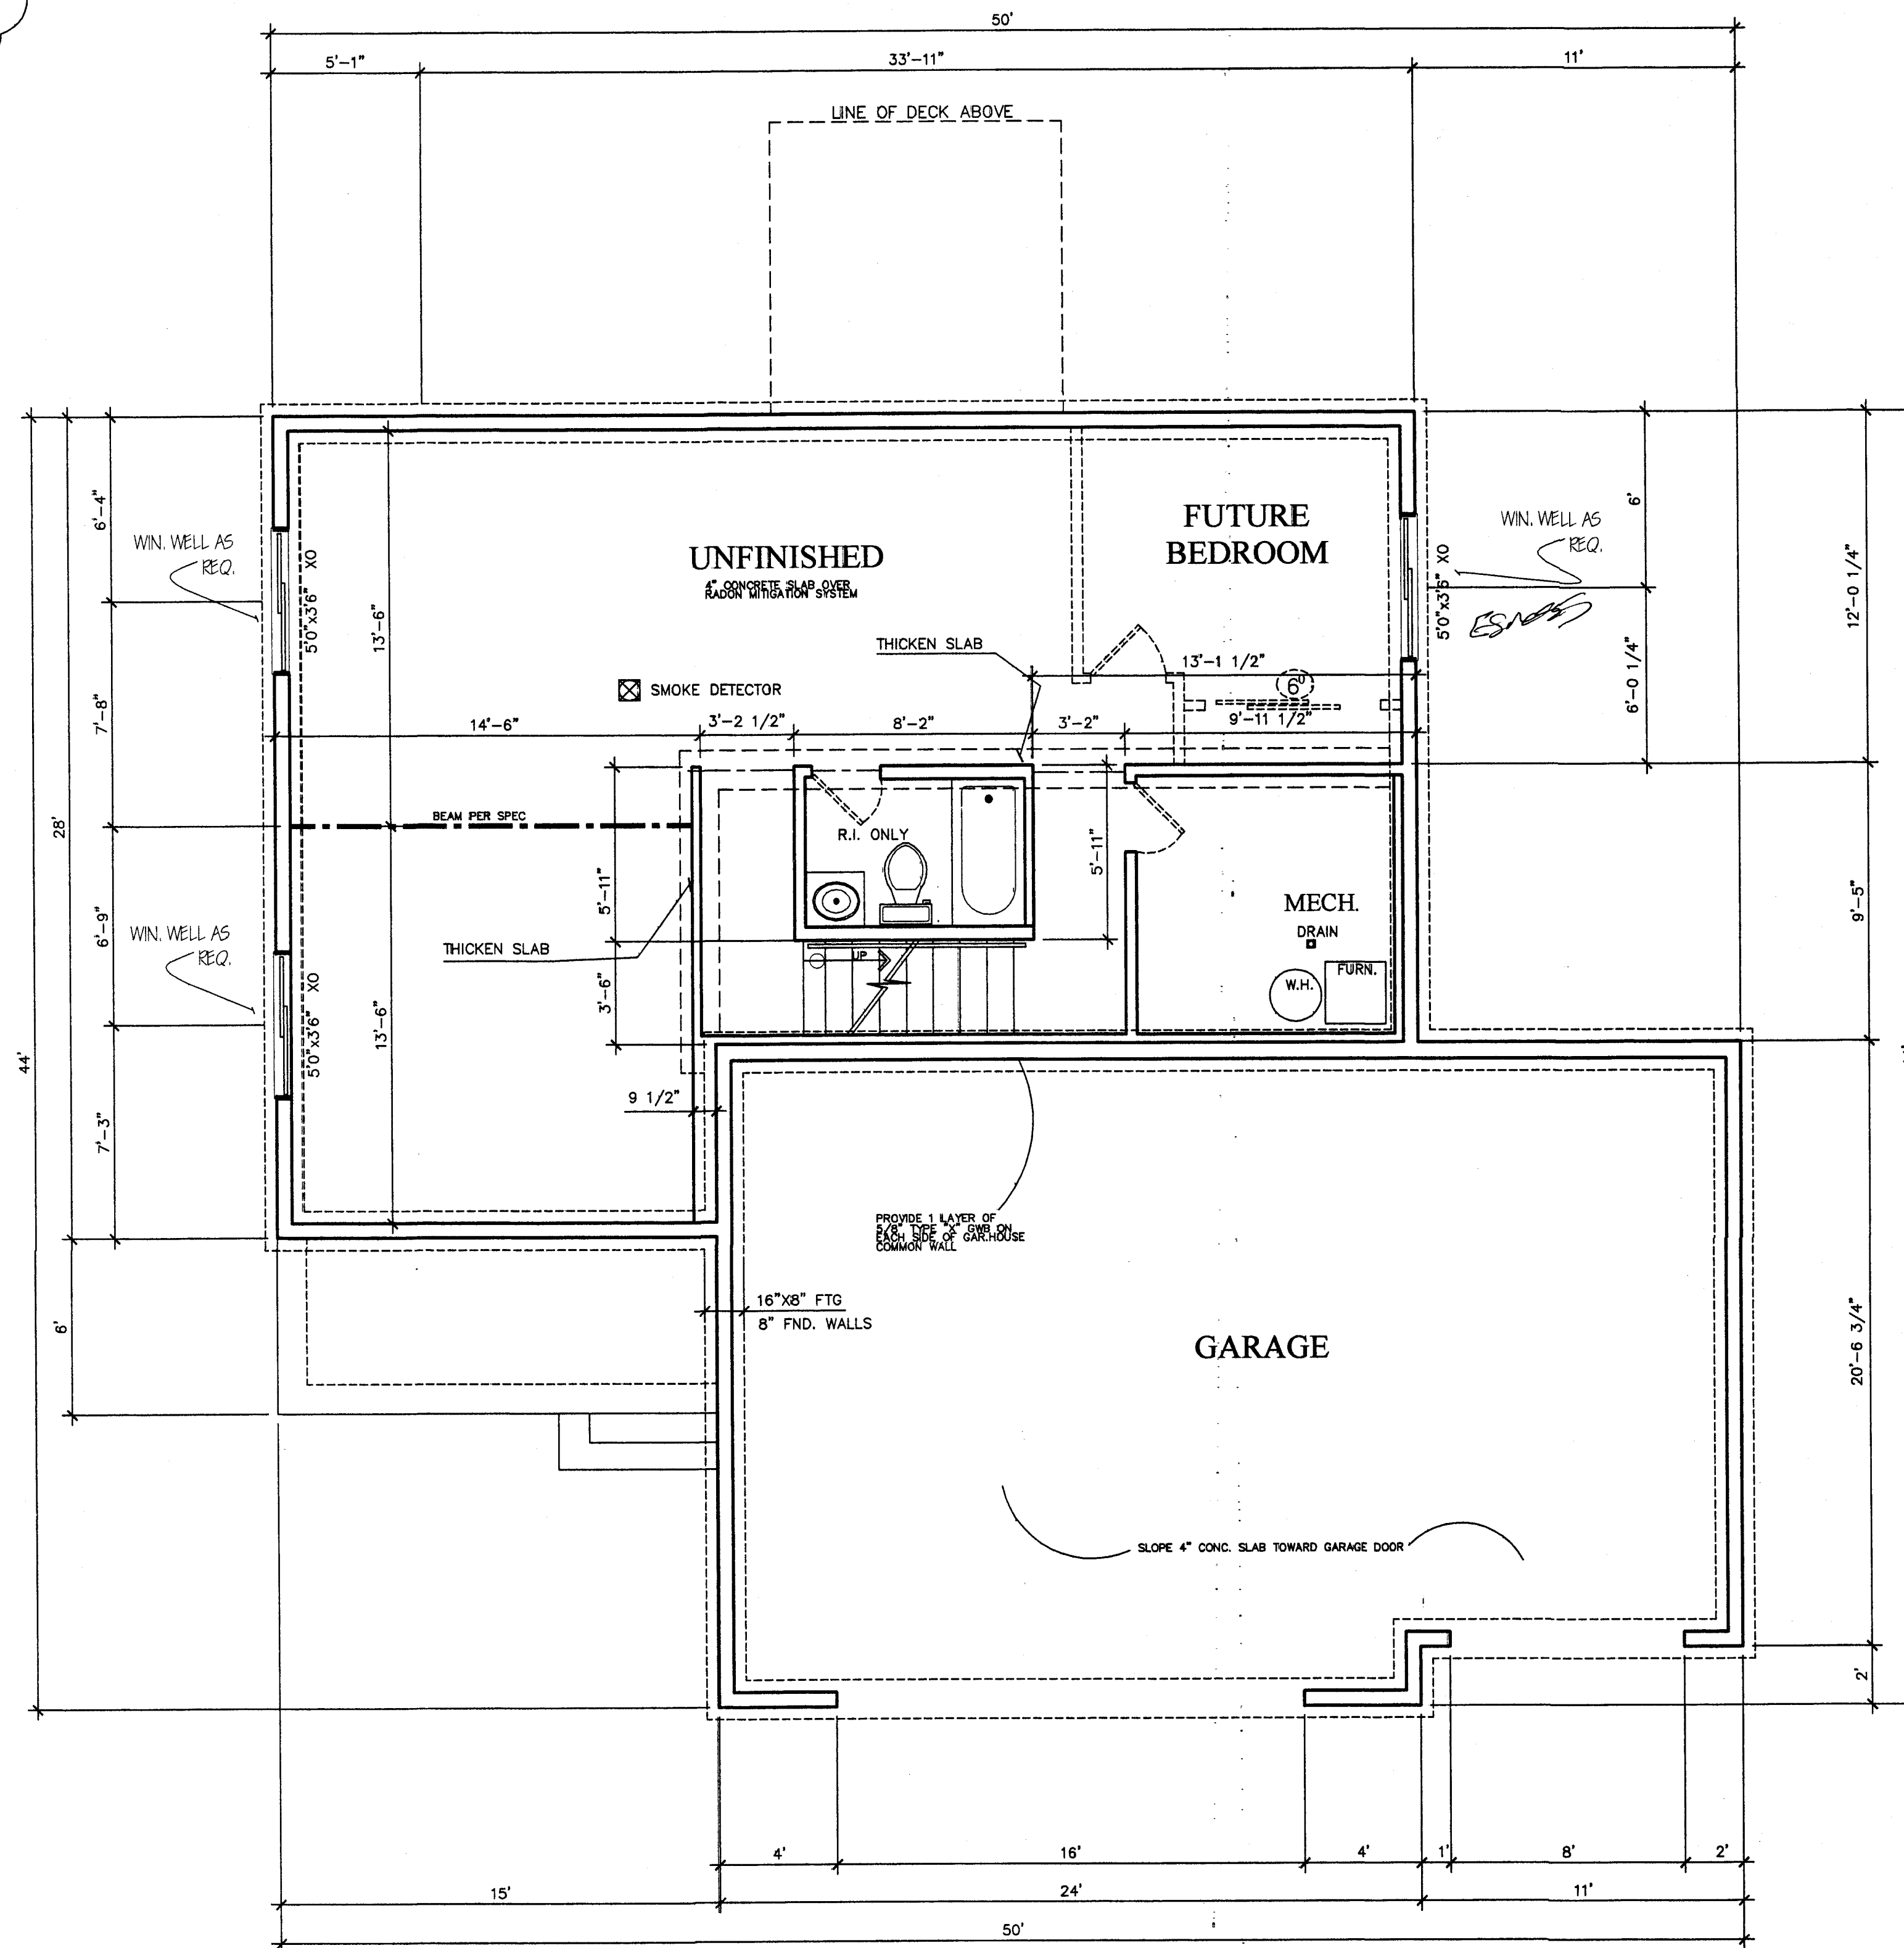 50'
5'-1"
33'-11"
11'
LINE OF DECK ABOVE
6'-4"
WIN. WELL AS
REQ.
5'0"x3'6" XO
13'-6"
UNFINISHED
4" CONCRETE SLAB OVER
RADON MITIGATION SYSTEM
FUTURE
BEDROOM
5'0"x3'6" XO
WIN. WELL AS
REQ.
6'
12'-0 1/4"
THICKEN SLAB
SMOKE DETECTOR
13'-1 1/2"
6⁰
6'-0 1/4"
7'-8"
14'-6"
3'-2 1/2"
8'-2"
3'-2"
9'-11 1/2"
28'
BEAM PER SPEC
R.I. ONLY
5'-11"
5'-11"
MECH.
DRAIN
9'-5"
6'-9"
WIN. WELL AS
REQ.
THICKEN SLAB
UP
W.H.
FURN.
3'-6"
5'0"x3'6" XO
13'-6"
44'
9 1/2"
7'-3"
PROVIDE 1 LAYER OF
5/8" TYPE "X" GWB ON
EACH SIDE OF GAR.HOUSE
COMMON WALL
16"X8" FTG
8" FND. WALLS
6'
GARAGE
20'-6 3/4"
SLOPE 4" CONC. SLAB TOWARD GARAGE DOOR
2'
4'
16'
4'
1'
8'
2'
15'
24'
11'
50'